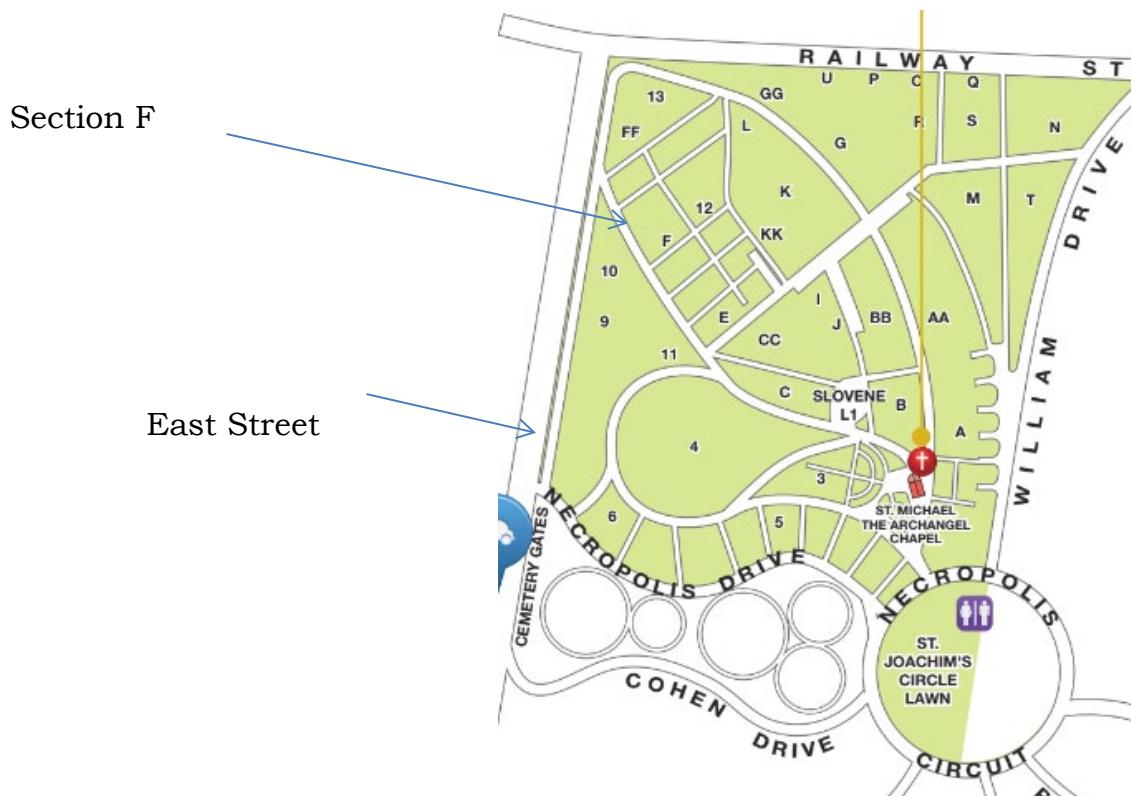 RAILWAY ST
U P C Q
GG
13
Section F
L
R S
N
FF
G
K
M T
12
KK
F
DRIVE
10
I
9
E
J
BB
AA
CC
11
WILLIAM
C
SLOVENE
L1
B
East Street
A
4
3
6
5
ST. MICHAEL
THE ARCHANGEL
CHAPEL
NECROPOLIS DRIVE
CEMETERY GATES
NECROPOLIS
ST.
JOACHIM'S
CIRCLE
LAWN
COHEN
DRIVE
CIRCUIT